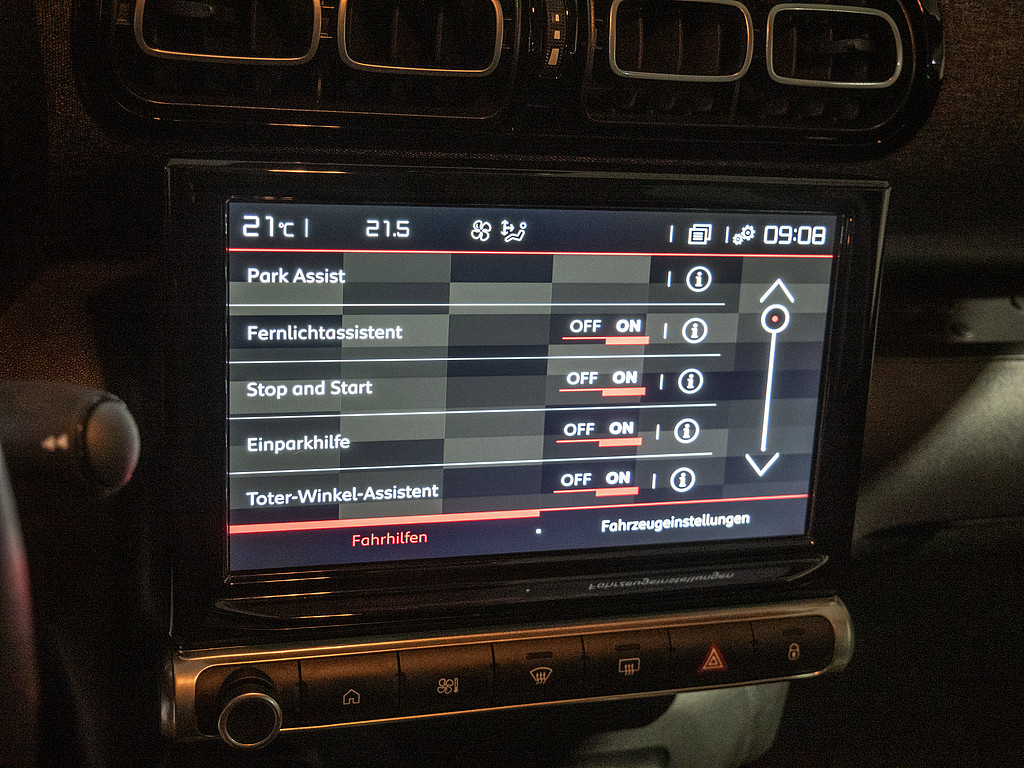 21°C 21.5 09:08
Park Assist
Fernlichtassistent OFF ON
Stop and Start OFF ON
Einparkhilfe OFF ON
Toter-Winkel-Assistent OFF ON
Fahrhilfen Fahrzeugeinstellungen